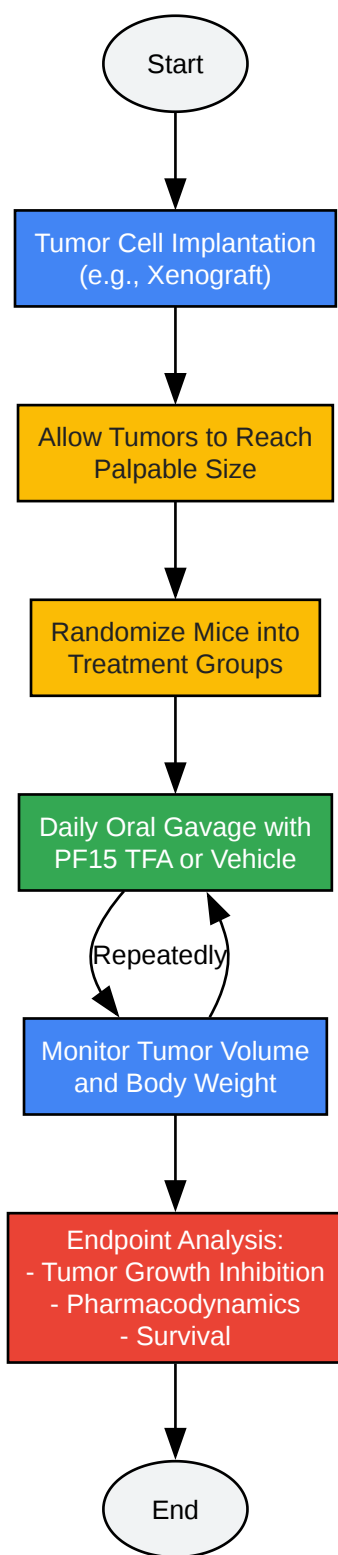 Start
Tumor Cell Implantation
(e.g., Xenograft)
Allow Tumors to Reach
Palpable Size
Randomize Mice into
Treatment Groups
Daily Oral Gavage with
PF15 TFA or Vehicle
Repeatedly
Monitor Tumor Volume
and Body Weight
Endpoint Analysis:
- Tumor Growth Inhibition
- Pharmacodynamics
- Survival
End